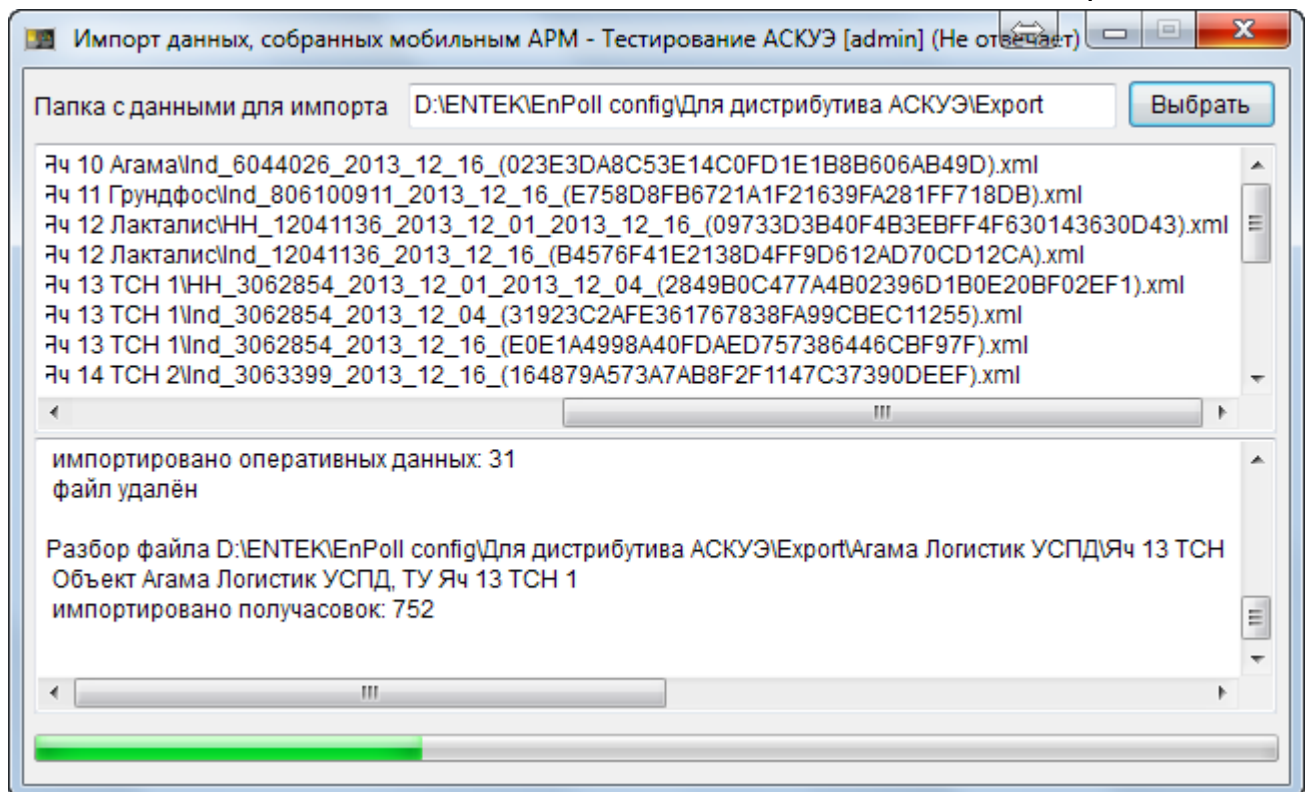 Импорт данных, собранных мобильным АРМ - Тестирование АСКУЭ [admin] (Не отвечает)
Папка с данными для импорта D:\ENTEK\EnPoll config\Для дистрибутива АСКУЭ\Export Выбрать
Яч 10 Агама\Ind_6044026_2013_12_16_(023E3DA8C53E14C0FD1E1B8B606AB49D).xml
Яч 11 Грундфос\Ind_806100911_2013_12_16_(E758D8FB6721A1F21639FA281FF718DB).xml
Яч 12 Лакталис\HH_12041136_2013_12_01_2013_12_16_(09733D3B40F4B3EBFF4F630143630D43).xml
Яч 12 Лакталис\Ind_12041136_2013_12_16_(B4576F41E2138D4FF9D612AD70CD12CA).xml
Яч 13 ТСН 1\HH_3062854_2013_12_01_2013_12_04_(2849B0C477A4B02396D1B0E20BF02EF1).xml
Яч 13 ТСН 1\Ind_3062854_2013_12_04_(31923C2AFE361767838FA99CBEC11255).xml
Яч 13 ТСН 1\Ind_3062854_2013_12_16_(E0E1A4998A40FDAED757386446CBF97F).xml
Яч 14 ТСН 2\Ind_3063399_2013_12_16_(164879A573A7AB8F2F1147C37390DEEF).xml
импортировано оперативных данных: 31
файл удалён
Разбор файла D:\ENTEK\EnPoll config\Для дистрибутива АСКУЭ\Export\Агама Логистик УСПД\Яч 13 ТСН
Объект Агама Логистик УСПД, ТУ Яч 13 ТСН 1
импортировано получасовок: 752